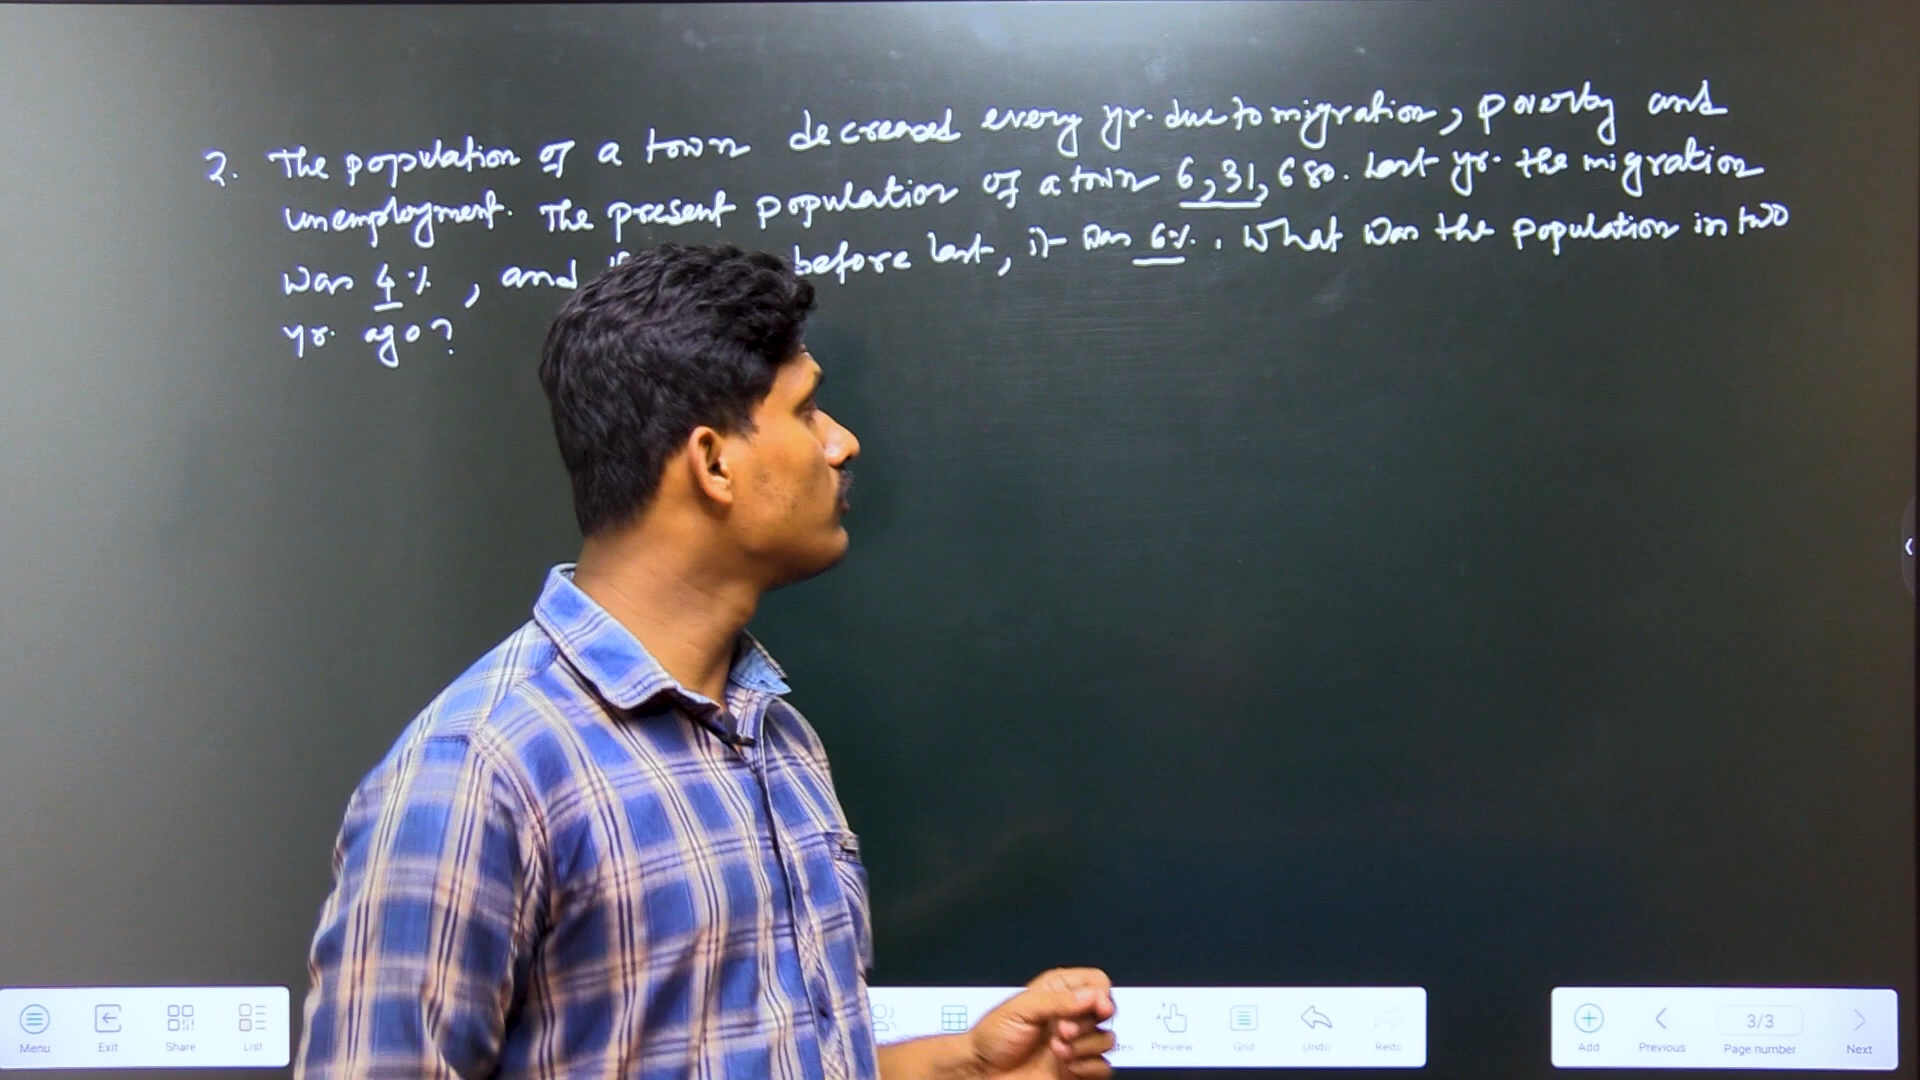 2. The population of a town decreased every yr. due to migration, poverty and
unemployment. The present population of a town 6,31,680. Last yr. the migration
was 4%, and before last, it was 6%. What was the population in two
yr. ago?
Menu Exit Share List Preview Grid Undo Redo Add Previous 3/3 Page number Next